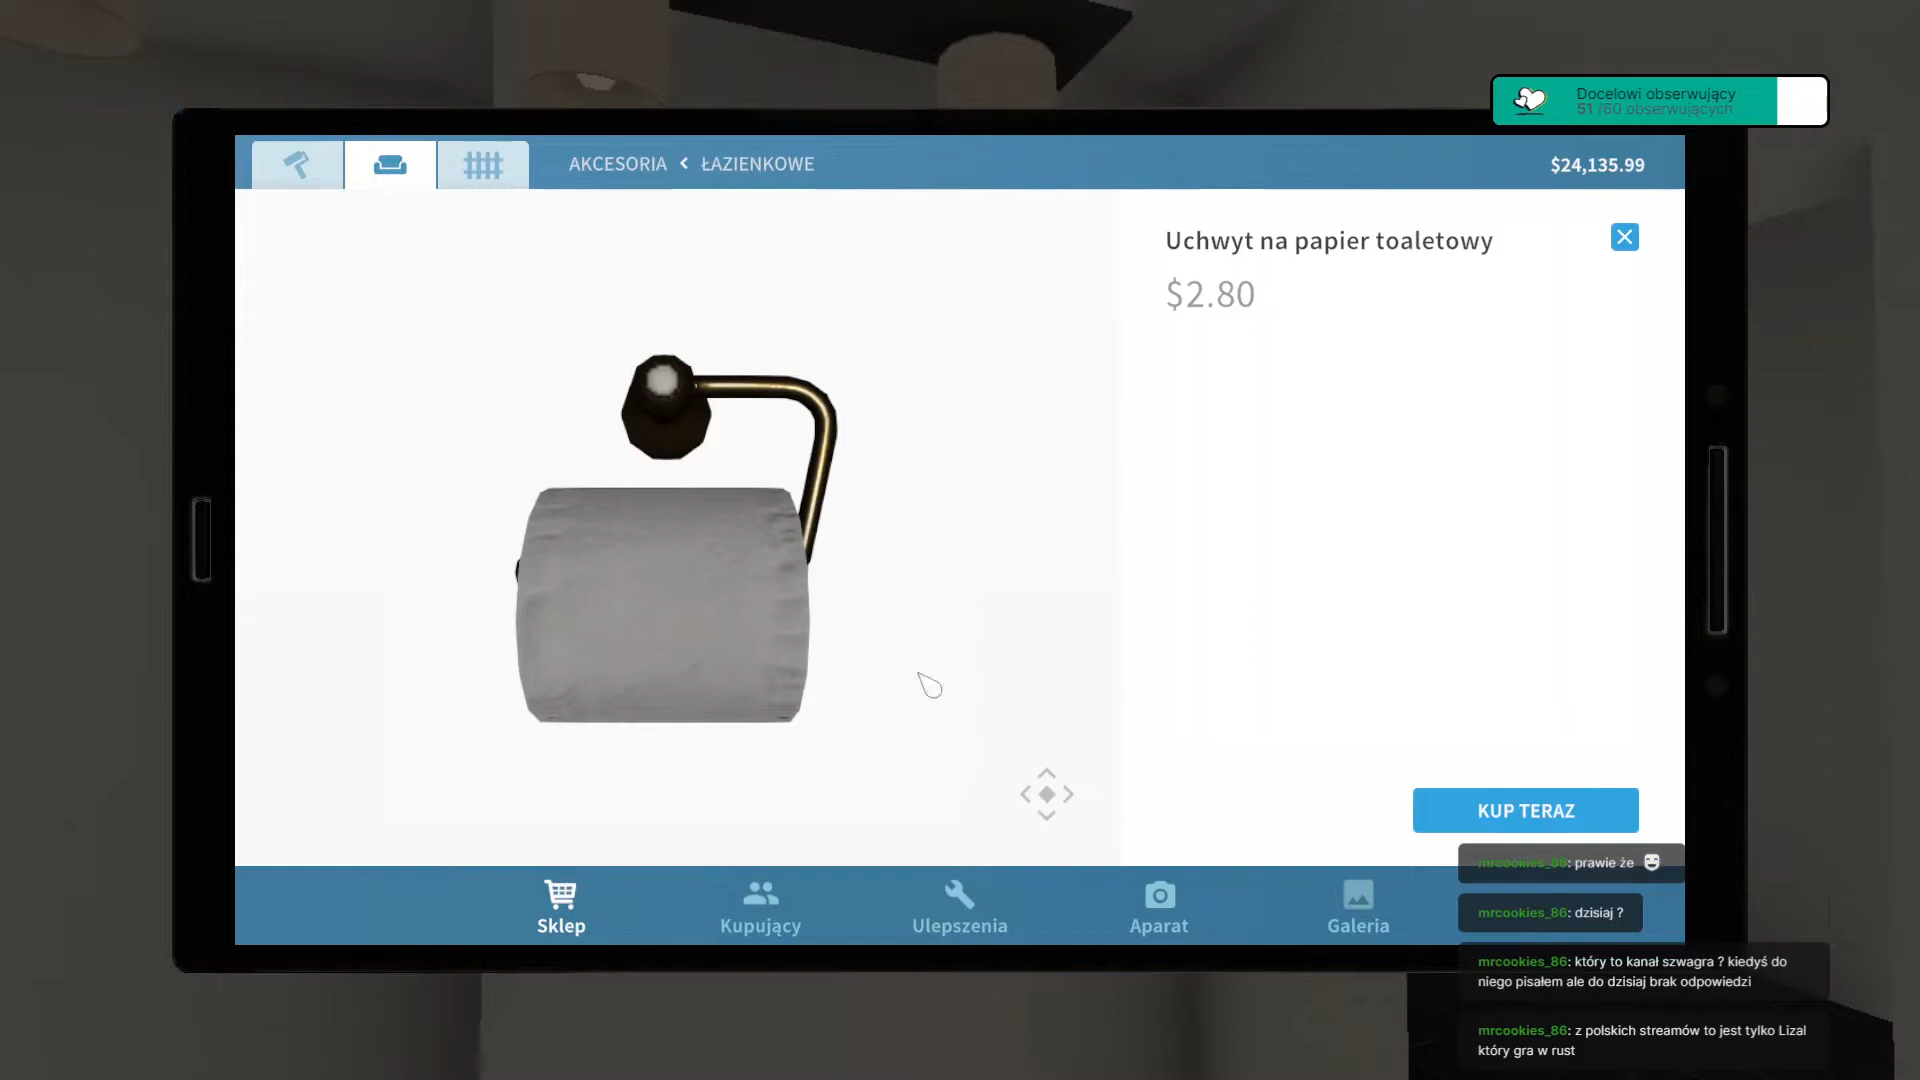 Docelowi obserwujący
51 /60 obserwujących
AKCESORIA < ŁAZIENKOWE
$24,135.99
Uchwyt na papier toaletowy
$2.80
KUP TERAZ
Sklep
Kupujący
Ulepszenia
Aparat
Galeria
mrcookies_86: prawie że
mrcookies_86: dzisiaj ?
mrcookies_86: który to kanał szwagra ? kiedyś do
niego pisałem ale do dzisiaj brak odpowiedzi
mrcookies_86: z polskich streamów to jest tylko Lizal
który gra w rust